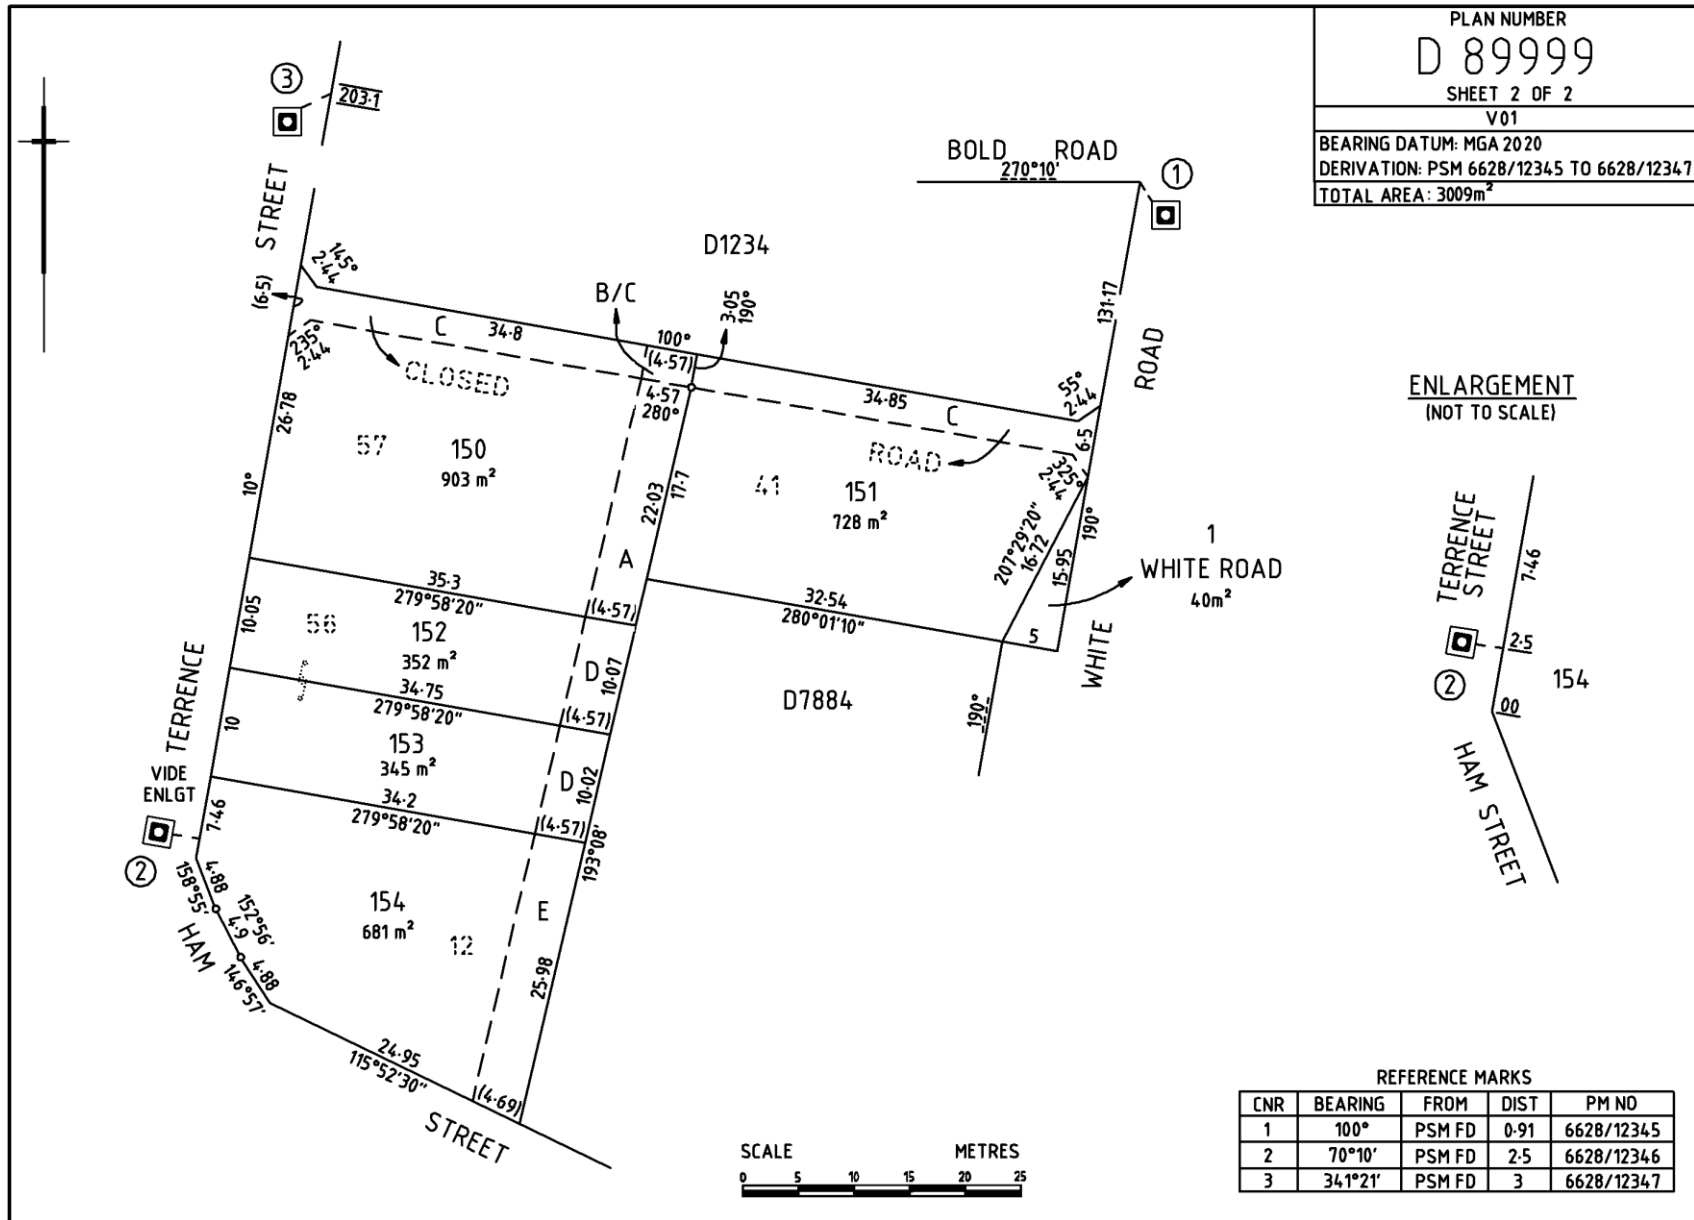 PLAN NUMBER
D 89999
SHEET 2 OF 2
V01
BEARING DATUM: MGA 2020
DERIVATION: PSM 6628/12345 TO 6628/12347
TOTAL AREA: 3009m²
3
203·1
STREET
BOLD ROAD
270°10'
1
D1234
145°
2·44
(6·5)
B/C
3·05
190°
131·17
ROAD
C
34·8
100°
(4·57)
235°
2·44
CLOSED
4·57
280°
34·85
C
55°
2·44
6·5
ROAD
325°
2·44
ENLARGEMENT
(NOT TO SCALE)
26·78
57
150
903 m²
10°
22·03
17·7
41
151
728 m²
207°29'20"
16·72
190°
15·95
1
WHITE ROAD
40m²
A
35·3
279°58'20"
(4·57)
32·54
280°01'10"
5
WHITE
10·05
56
152
352 m²
D
10·07
34·75
279°58'20"
(4·57)
D7884
190°
TERRENCE
10
153
345 m²
D
10·02
VIDE
ENLGT
34·2
279°58'20"
(4·57)
193°08'
7·46
2
4·88
158°55'
152°56'
4·9
HAM
4·88
146°57'
154
681 m²
12
E
25·98
24·95
115°52'30"
(4·69)
STREET
TERRENCE
STREET
7·46
2·5
2
154
00
HAM STREET
SCALE METRES
0 5 10 15 20 25
REFERENCE MARKS
CNR BEARING FROM DIST PM NO
1 100° PSM FD 0·91 6628/12345
2 70°10' PSM FD 2·5 6628/12346
3 341°21' PSM FD 3 6628/12347